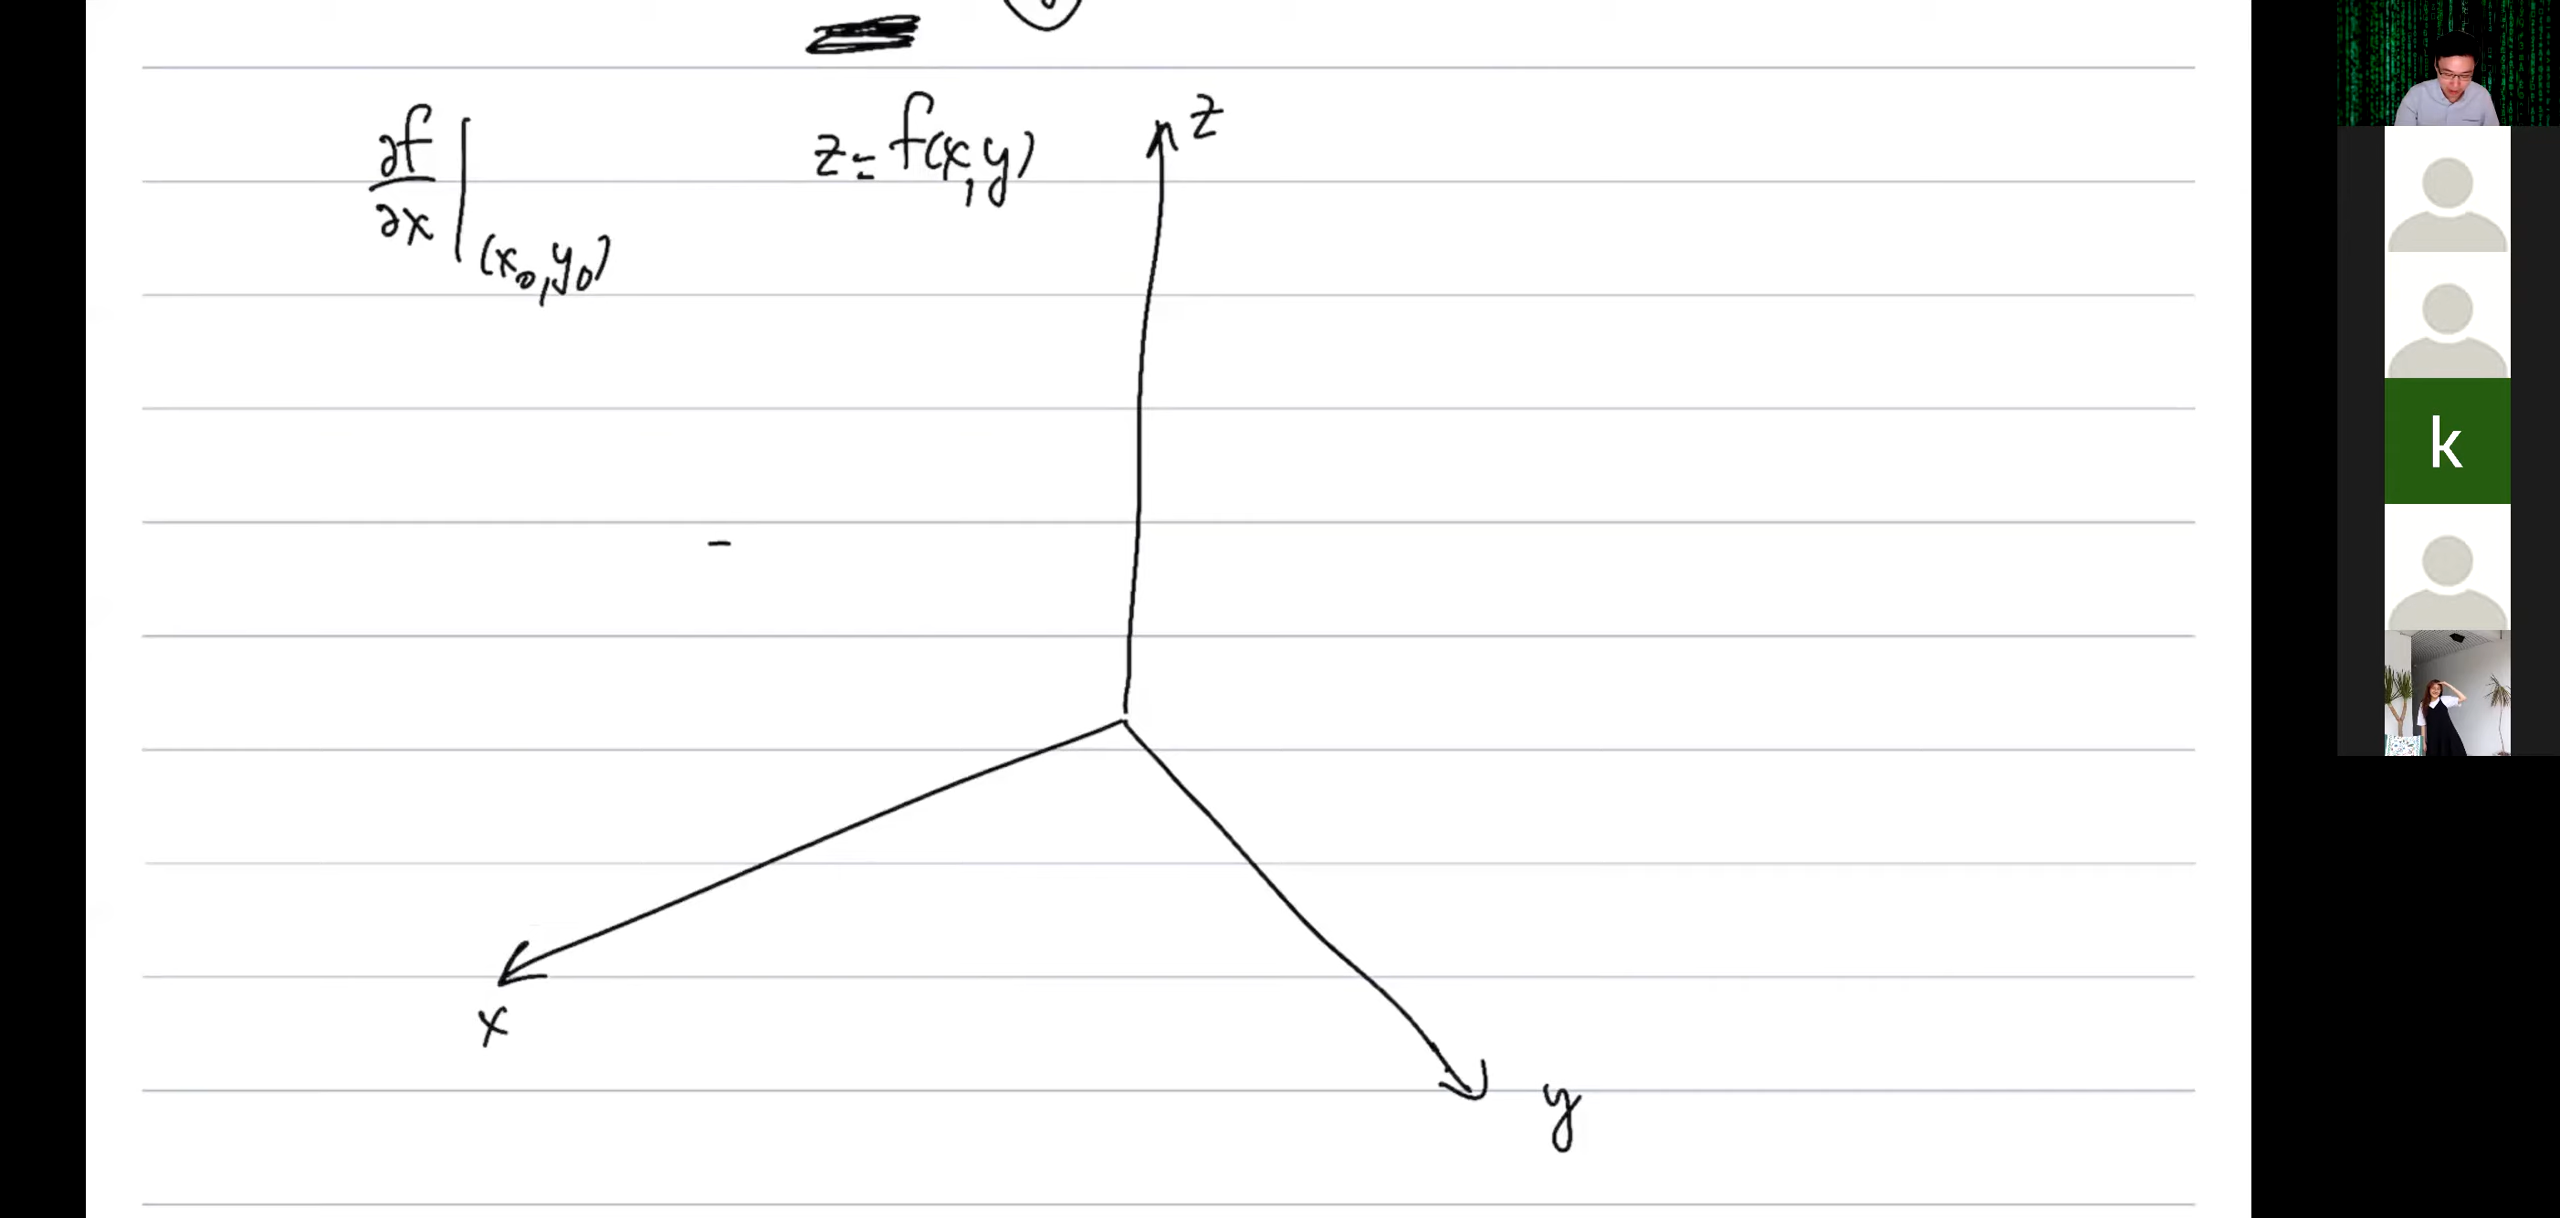 ∂f/∂x |(x₀,y₀)
z = f(x,y)
z
x
y
k